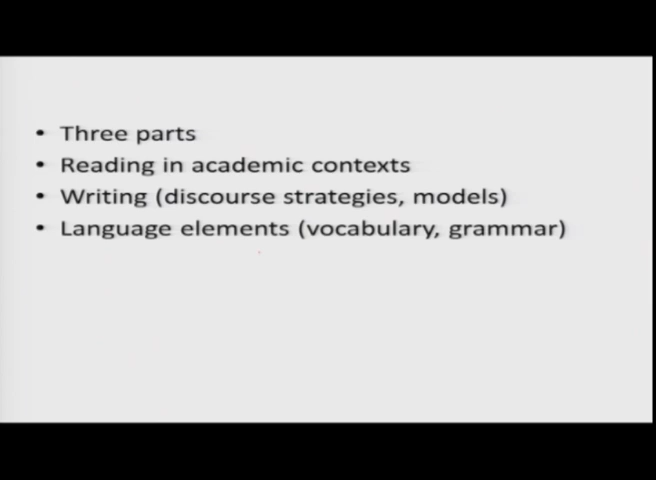 • Three parts
• Reading in academic contexts
• Writing (discourse strategies, models)
• Language elements (vocabulary, grammar)